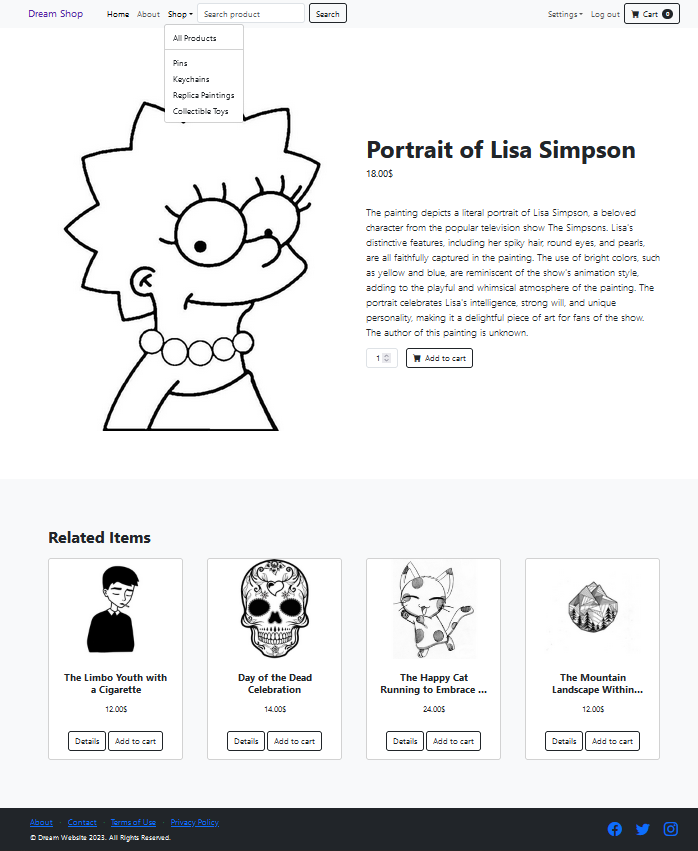 Dream Shop Home About Shop Search product Search Settings Log out Cart 0
All Products
Pins
Keychains
Replica Paintings
Collectible Toys
Portrait of Lisa Simpson
18.00$
The painting depicts a literal portrait of Lisa Simpson, a beloved
character from the popular television show The Simpsons. Lisa's
distinctive features, including her spiky hair, round eyes, and pearls,
are all faithfully captured in the painting. The use of bright colors, such
as yellow and blue, are reminiscent of the show's animation style,
adding to the playful and whimsical atmosphere of the painting. The
portrait celebrates Lisa's intelligence, strong will, and unique
personality, making it a delightful piece of art for fans of the show.
The author of this painting is unknown.
1 Add to cart
Related Items
The Limbo Youth with
a Cigarette
12.00$
Details Add to cart
Day of the Dead
Celebration
14.00$
Details Add to cart
The Happy Cat
Running to Embrace ...
24.00$
Details Add to cart
The Mountain
Landscape Within...
12.00$
Details Add to cart
About · Contact · Terms of Use · Privacy Policy
© Dream Website 2023. All Rights Reserved.